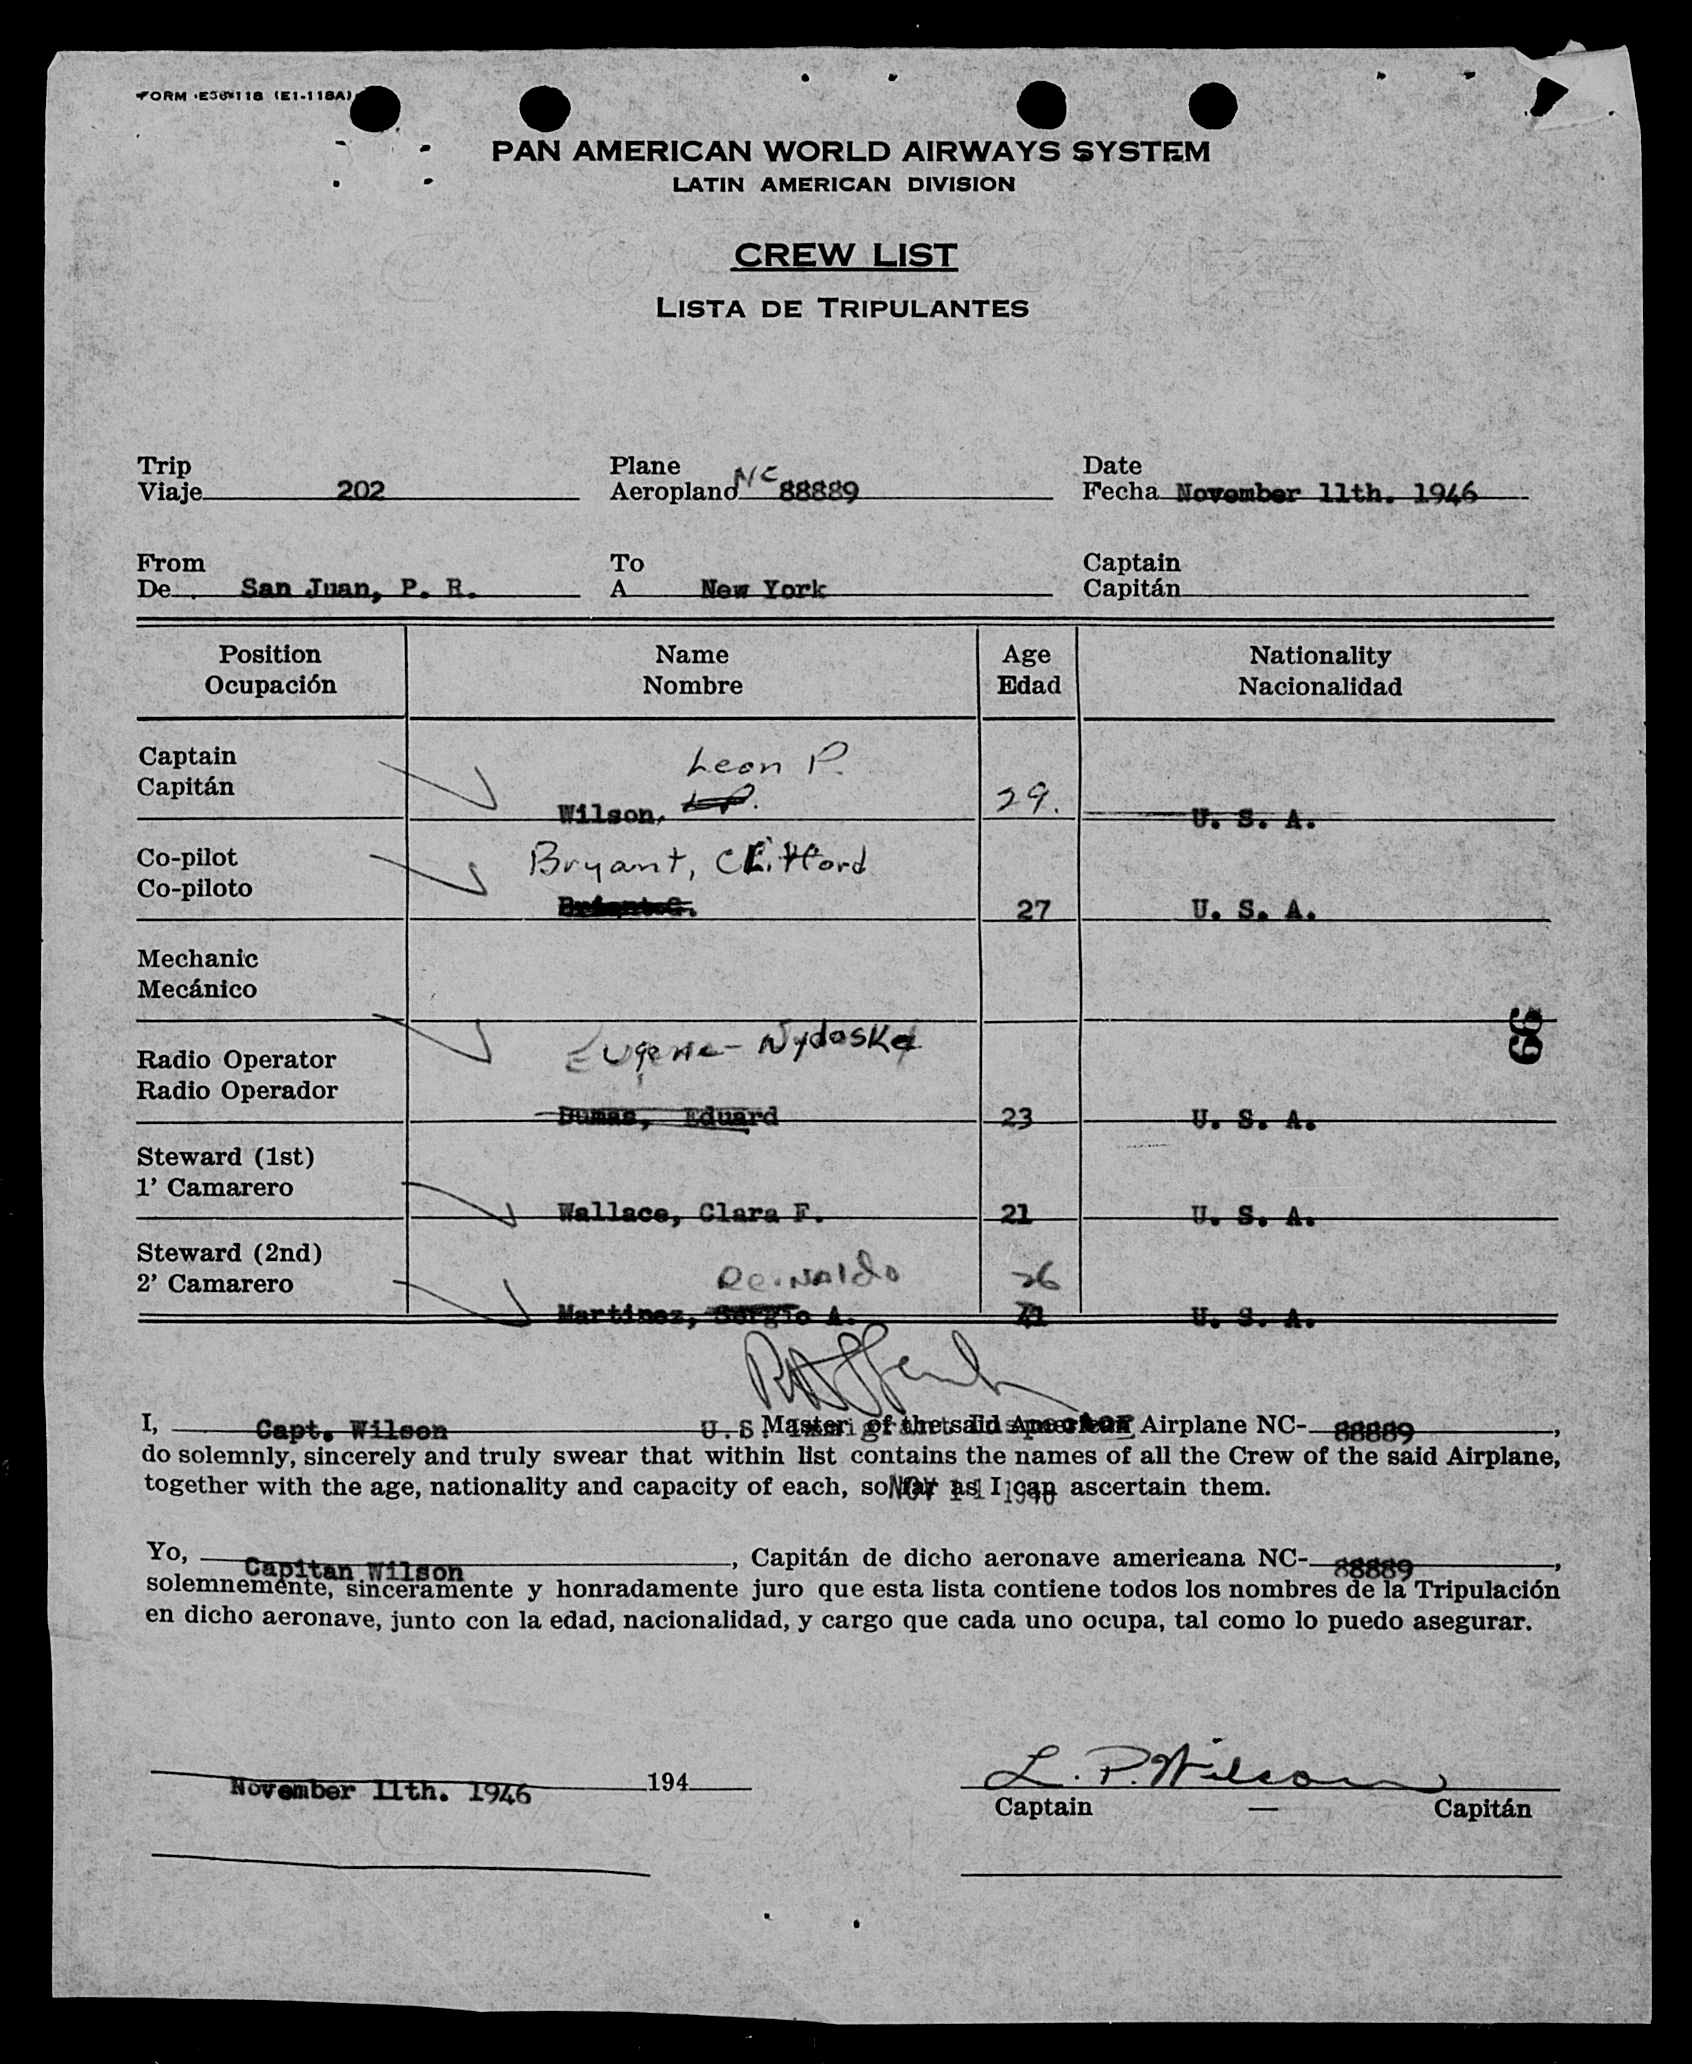 FORM E36-118 (E1-118A)
PAN AMERICAN WORLD AIRWAYS SYSTEM
LATIN AMERICAN DIVISION
CREW LIST
LISTA DE TRIPULANTES
Trip Plane Date
Viaje 202 Aeroplano NC 88889 Fecha November 11th. 1946
From To Captain
De San Juan, P. R. A New York Capitán
Position Name Age Nationality
Ocupación Nombre Edad Nacionalidad
Captain Leon P.
Capitán Wilson, 29. U. S. A.
Co-pilot Bryant, Clifford
Co-piloto 27 U. S. A.
Mechanic
Mecánico
99
Radio Operator Eugene - Nydoske
Radio Operador
Dumas, Eduard 23 U. S. A.
Steward (1st)
1' Camarero
Wallace, Clara F. 21 U. S. A.
Steward (2nd) Reinaldo 26
2' Camarero
Martinez, Sergio A. U. S. A.
I, Capt. Wilson U.S. Immigrant Inspector Master of the said American Airplane NC- 88889,
do solemnly, sincerely and truly swear that within list contains the names of all the Crew of the said Airplane,
together with the age, nationality and capacity of each, so far as I can ascertain them.
NOV 11 1946
Yo, Capitan Wilson, Capitán de dicho aeronave americana NC- 88889,
solemnemente, sinceramente y honradamente juro que esta lista contiene todos los nombres de la Tripulación
en dicho aeronave, junto con la edad, nacionalidad, y cargo que cada uno ocupa, tal como lo puedo asegurar.
November 11th. 1946 194 L. P. Wilson
Captain — Capitán